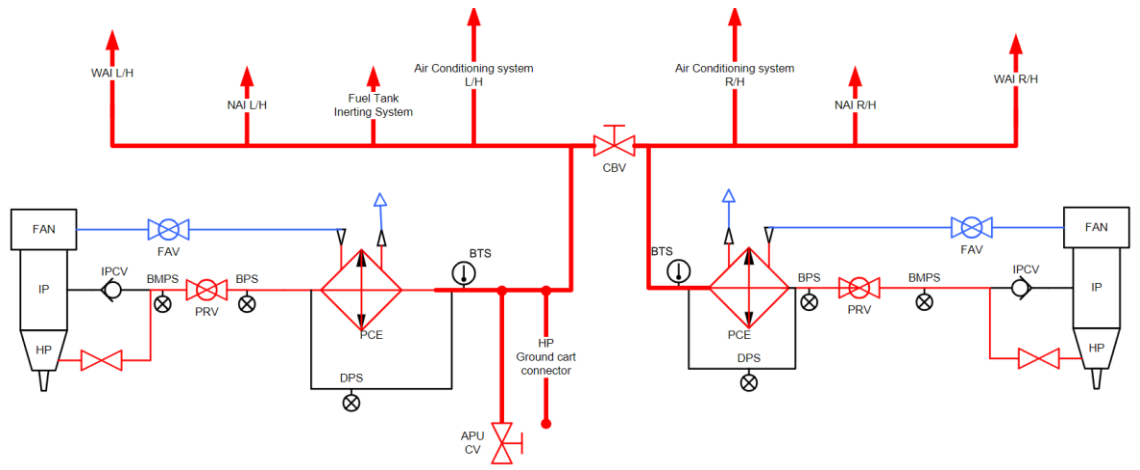 WAI L/H
NAI L/H
Fuel Tank
Inerting System
Air Conditioning system
L/H
Air Conditioning system
R/H
NAI R/H
WAI R/H
CBV
FAN
FAV
IP
IPCV
BMPS
PRV
BPS
HP
PCE
DPS
BTS
HP
Ground cart
connector
APU
CV
BTS
PCE
DPS
BPS
PRV
BMPS
FAV
IPCV
FAN
IP
HP